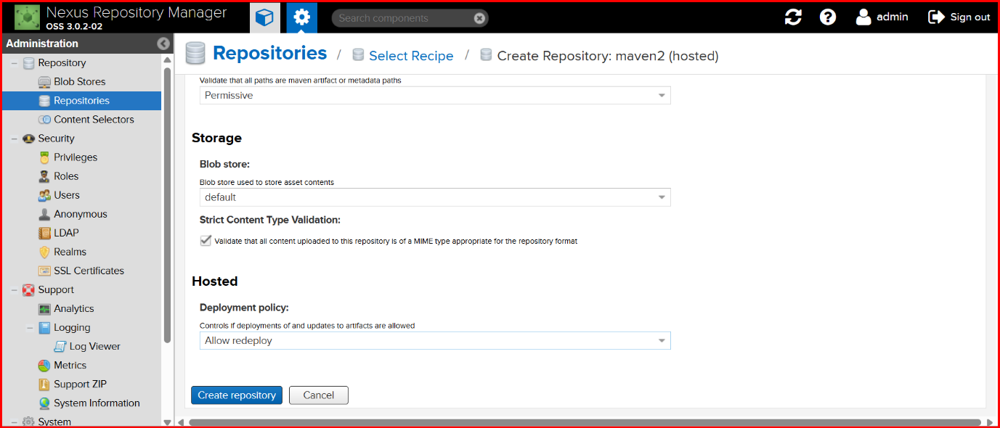 Nexus Repository Manager
OSS 3.0.2-02
Search components
admin
Sign out
Administration
Repository
Blob Stores
Repositories
Content Selectors
Security
Privileges
Roles
Users
Anonymous
LDAP
Realms
SSL Certificates
Support
Analytics
Logging
Log Viewer
Metrics
Support ZIP
System Information
System
Repositories / Select Recipe / Create Repository: maven2 (hosted)
Validate that all paths are maven artifact or metadata paths
Permissive
Storage
Blob store:
Blob store used to store asset contents
default
Strict Content Type Validation:
Validate that all content uploaded to this repository is of a MIME type appropriate for the repository format
Hosted
Deployment policy:
Controls if deployments of and updates to artifacts are allowed
Allow redeploy
Create repository
Cancel